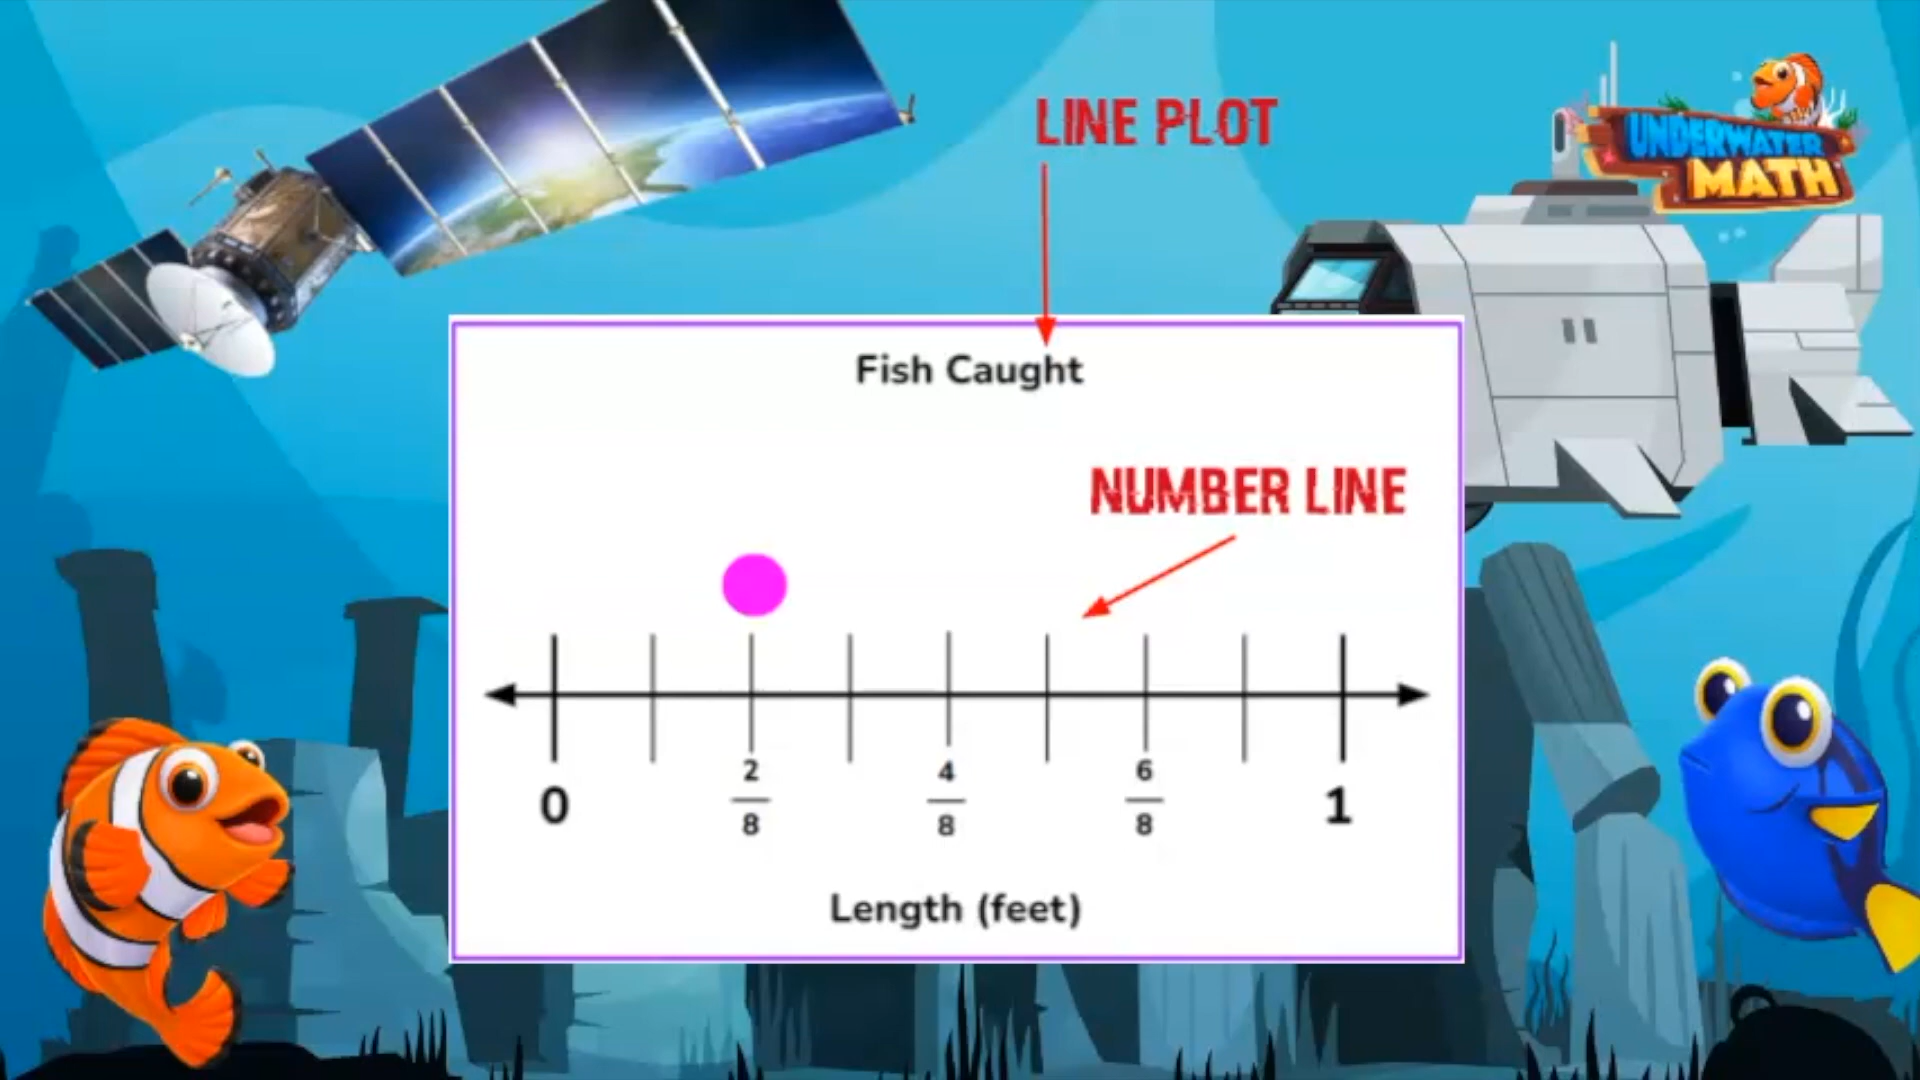 LINE PLOT
UNDERWATER
MATH
Fish Caught
NUMBER LINE
0 2/8 4/8 6/8 1
Length (feet)